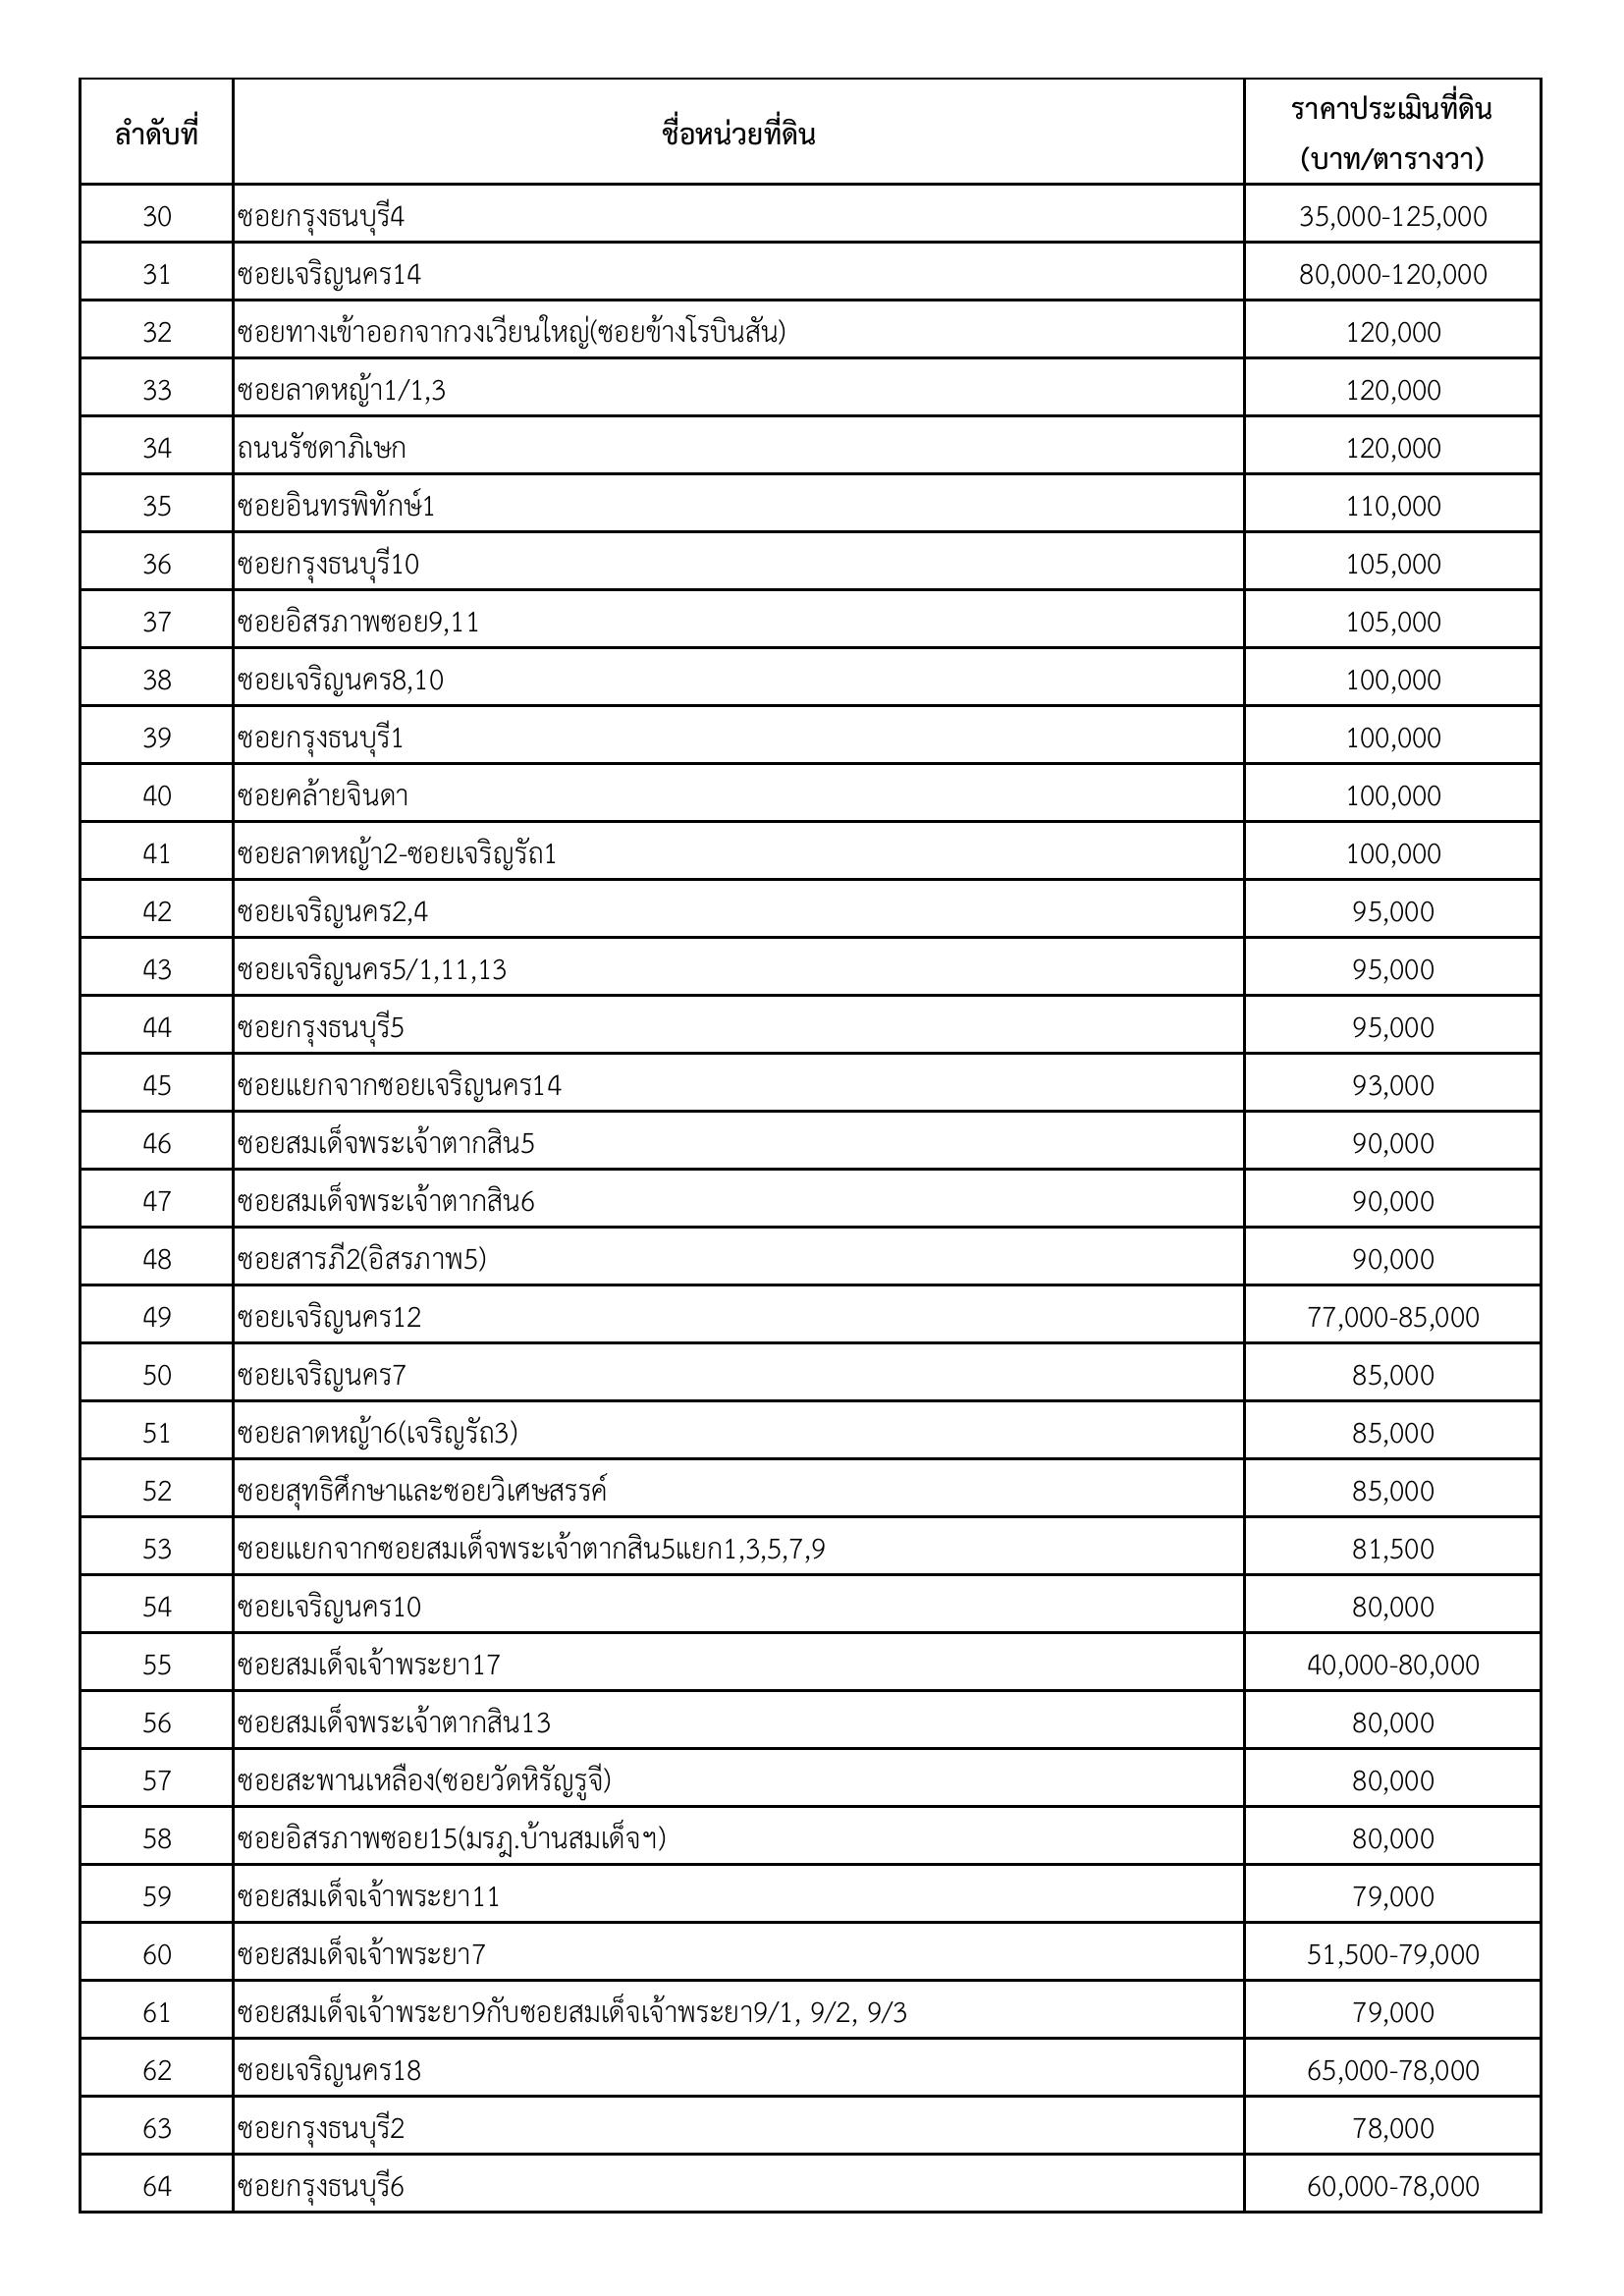 ลำดับที่ ชื่อหน่วยที่ดิน ราคาประเมินที่ดิน
(บาท/ตารางวา)
30 ซอยกรุงธนบุรี4 35,000-125,000
31 ซอยเจริญนคร14 80,000-120,000
32 ซอยทางเข้าออกจากวงเวียนใหญ่(ซอยข้างโรบินสัน) 120,000
33 ซอยลาดหญ้า1/1,3 120,000
34 ถนนรัชดาภิเษก 120,000
35 ซอยอินทรพิทักษ์1 110,000
36 ซอยกรุงธนบุรี10 105,000
37 ซอยอิสรภาพซอย9,11 105,000
38 ซอยเจริญนคร8,10 100,000
39 ซอยกรุงธนบุรี1 100,000
40 ซอยคล้ายจินดา 100,000
41 ซอยลาดหญ้า2-ซอยเจริญรัถ1 100,000
42 ซอยเจริญนคร2,4 95,000
43 ซอยเจริญนคร5/1,11,13 95,000
44 ซอยกรุงธนบุรี5 95,000
45 ซอยแยกจากซอยเจริญนคร14 93,000
46 ซอยสมเด็จพระเจ้าตากสิน5 90,000
47 ซอยสมเด็จพระเจ้าตากสิน6 90,000
48 ซอยสารภี2(อิสรภาพ5) 90,000
49 ซอยเจริญนคร12 77,000-85,000
50 ซอยเจริญนคร7 85,000
51 ซอยลาดหญ้า6(เจริญรัถ3) 85,000
52 ซอยสุทธิศึกษาและซอยวิเศษสรรค์ 85,000
53 ซอยแยกจากซอยสมเด็จพระเจ้าตากสิน5แยก1,3,5,7,9 81,500
54 ซอยเจริญนคร10 80,000
55 ซอยสมเด็จเจ้าพระยา17 40,000-80,000
56 ซอยสมเด็จพระเจ้าตากสิน13 80,000
57 ซอยสะพานเหลือง(ซอยวัดหิรัญรูจี) 80,000
58 ซอยอิสรภาพซอย15(มรฎ.บ้านสมเด็จฯ) 80,000
59 ซอยสมเด็จเจ้าพระยา11 79,000
60 ซอยสมเด็จเจ้าพระยา7 51,500-79,000
61 ซอยสมเด็จเจ้าพระยา9กับซอยสมเด็จเจ้าพระยา9/1, 9/2, 9/3 79,000
62 ซอยเจริญนคร18 65,000-78,000
63 ซอยกรุงธนบุรี2 78,000
64 ซอยกรุงธนบุรี6 60,000-78,000